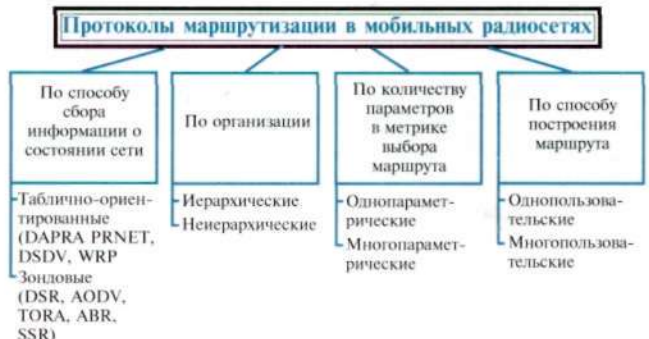 Протоколы маршрутизации в мобильных радиосетях
По способу
сбора
информации о
состоянии сети
Таблично-ориен-
тированные
(DAPRA PRNET,
DSDV, WRP
Зондовые
(DSR, AODV,
TORA, ABR,
SSR)
По организации
Иерархические
Неиерархические
По количеству
параметров
в метрике
выбора
маршрута
Однопарамет-
рические
Многопарамет-
рические
По способу
построения
маршрута
Однопользова-
тельские
Многопользова-
тельские